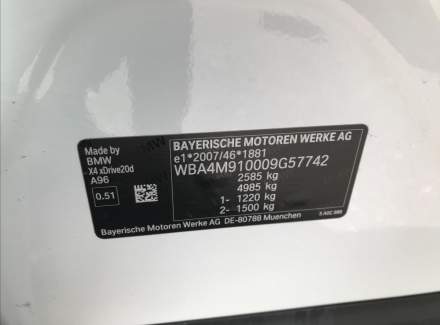 BAYERISCHE MOTOREN WERKE AG
e1*2007/46*1881
WBA4M910009G57742
2585 kg
4985 kg
1- 1220 kg
2- 1500 kg
Made by
BMW
X4 xDrive20d
A96
0.51
Bayerische Motoren Werke AG DE-80788 Muenchen